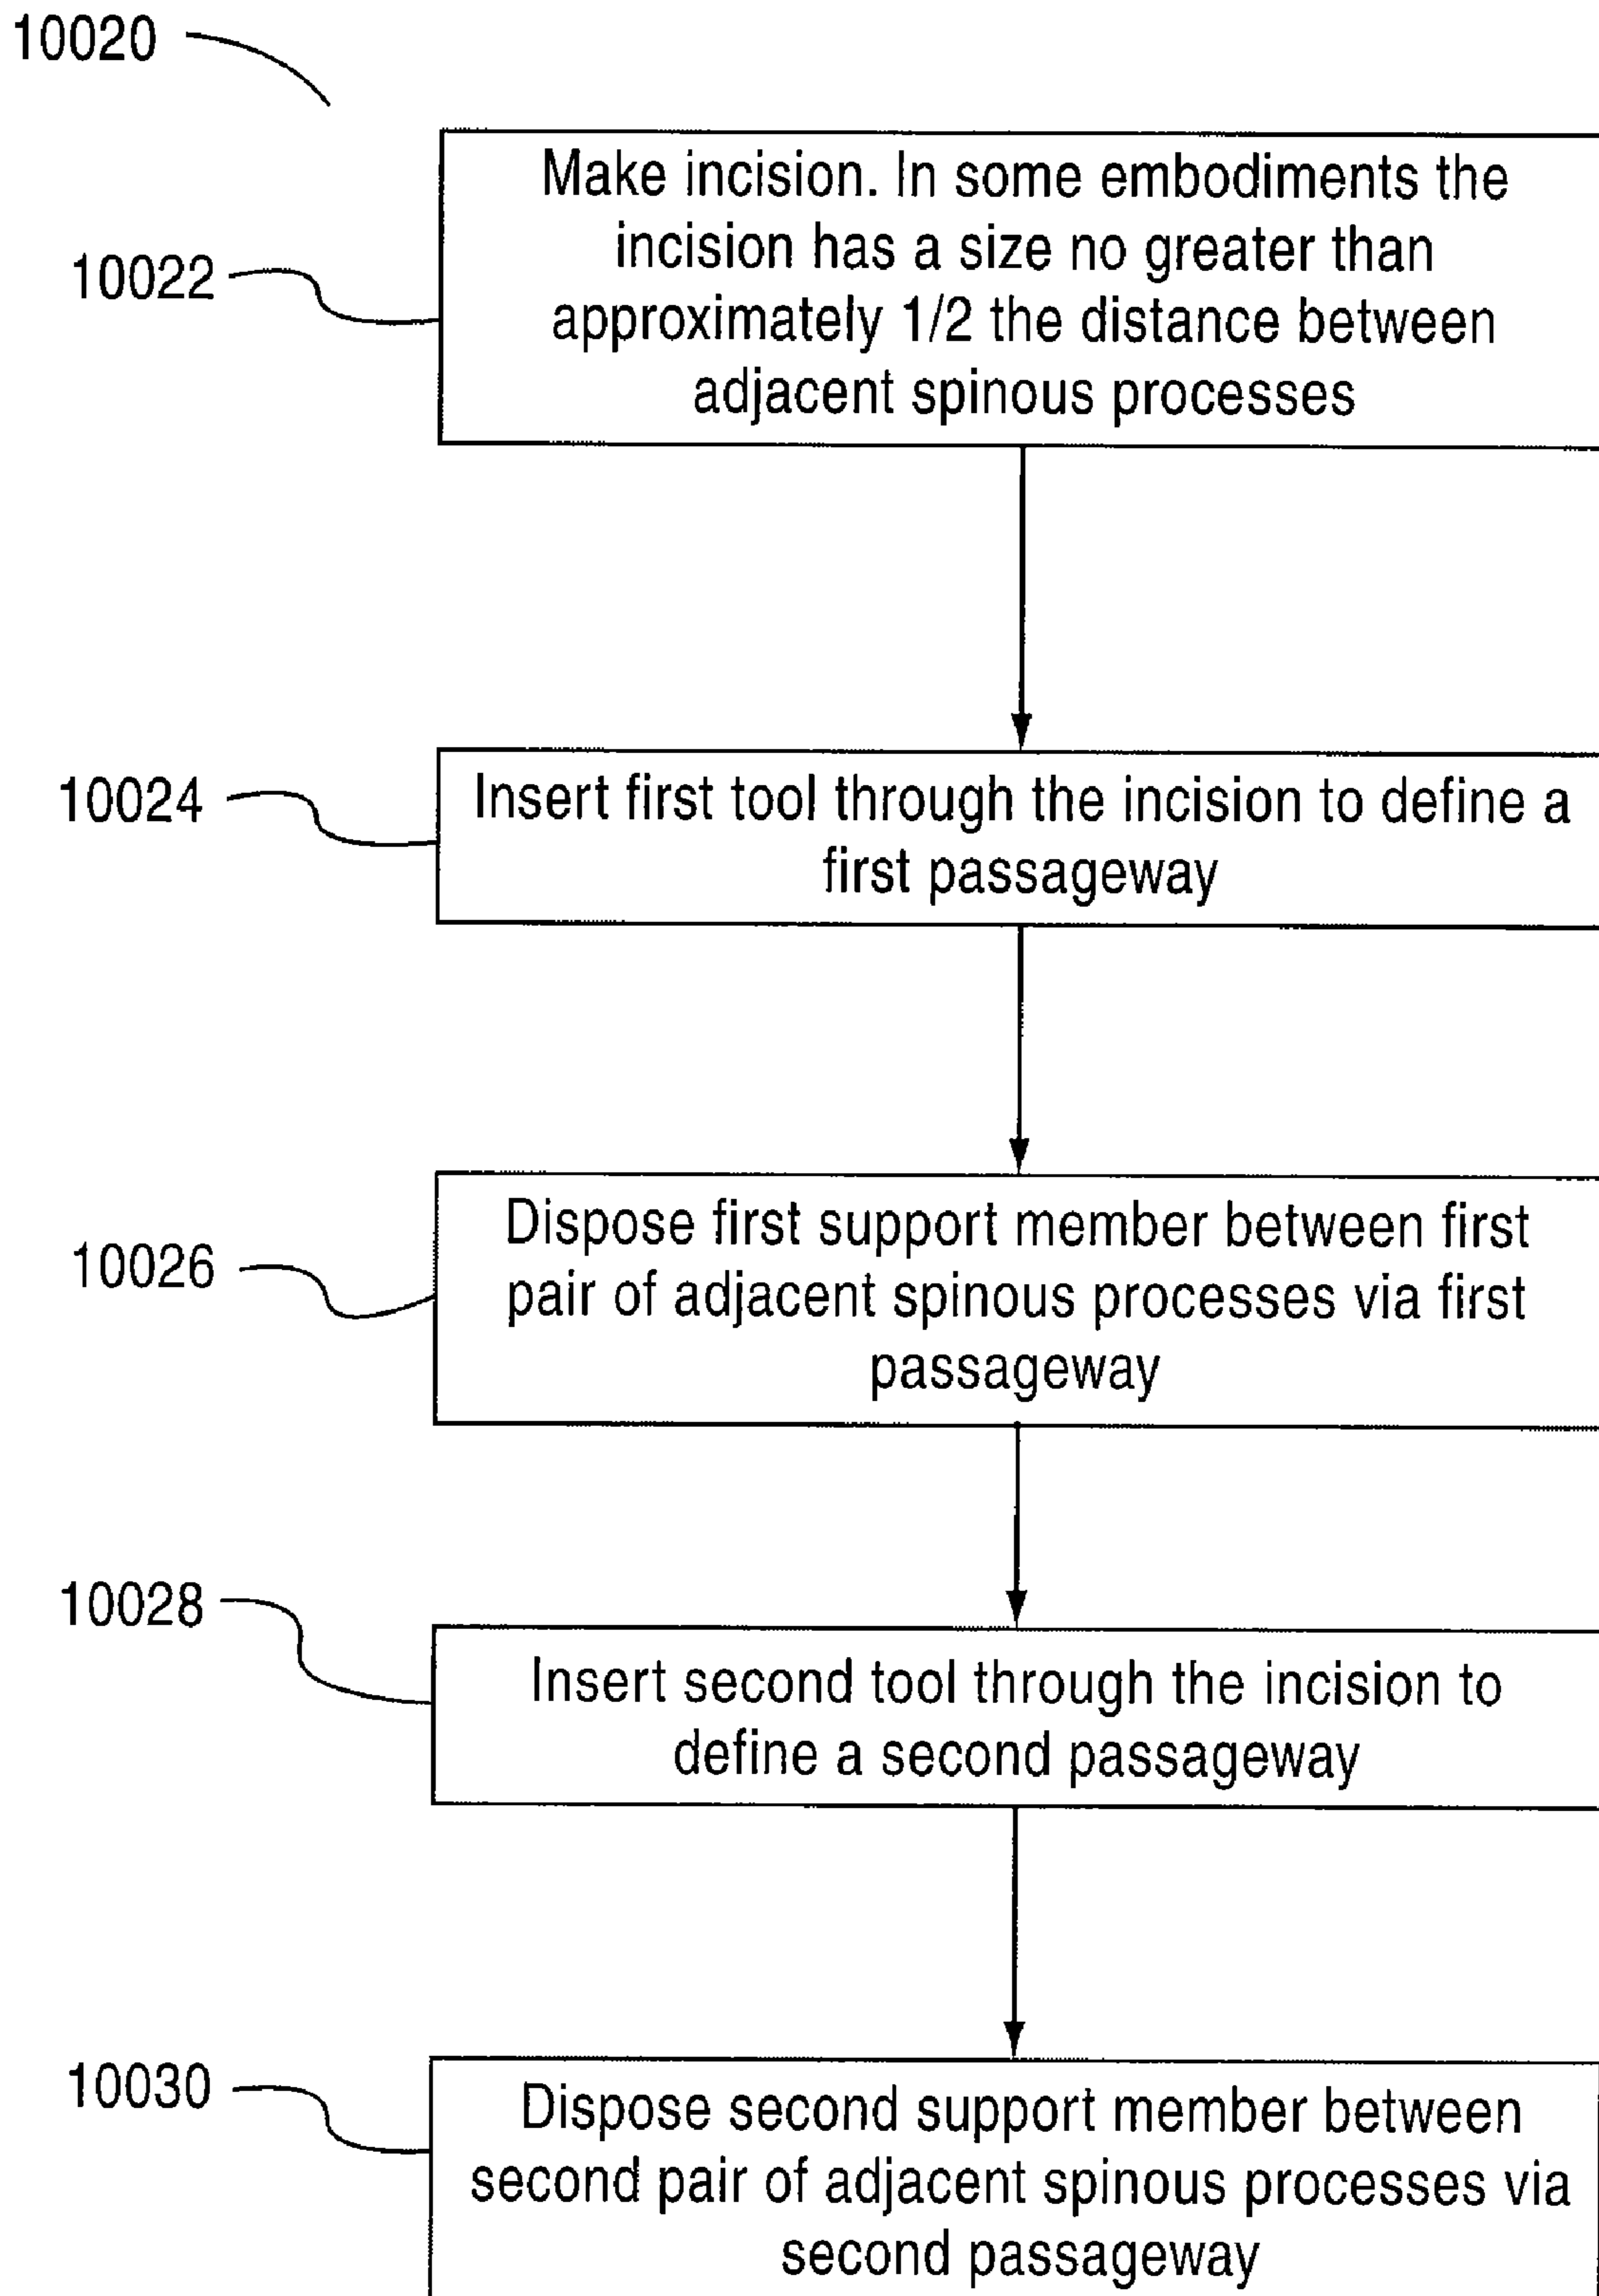 10020
Make incision. In some embodiments the
incision has a size no greater than
approximately 1/2 the distance between
adjacent spinous processes
10022
Insert first tool through the incision to define a
first passageway
10024
Dispose first support member between first
pair of adjacent spinous processes via first
passageway
10026
Insert second tool through the incision to
define a second passageway
10028
Dispose second support member between
second pair of adjacent spinous processes via
second passageway
10030